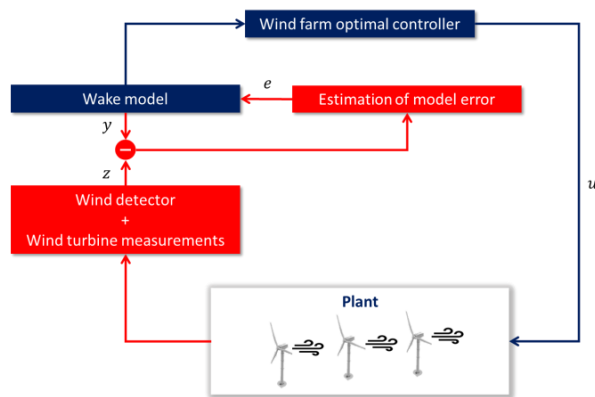 Wind farm optimal controller
Wake model
e
Estimation of model error
y
z
u
Wind detector
+
Wind turbine measurements
Plant